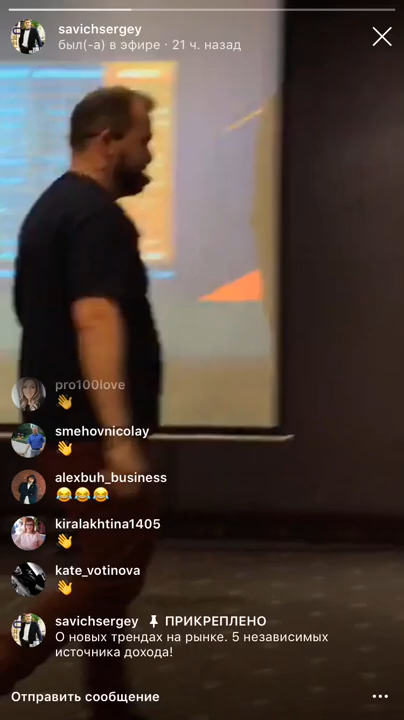 savichsergey
был(-а) в эфире · 21 ч. назад
pro100love
👋
smehovnicolay
👋
alexbuh_business
😂😂😂
kiralakhtina1405
👋
kate_votinova
👋
savichsergey 📌 ПРИКРЕПЛЕНО
О новых трендах на рынке. 5 независимых
источника дохода!
Отправить сообщение